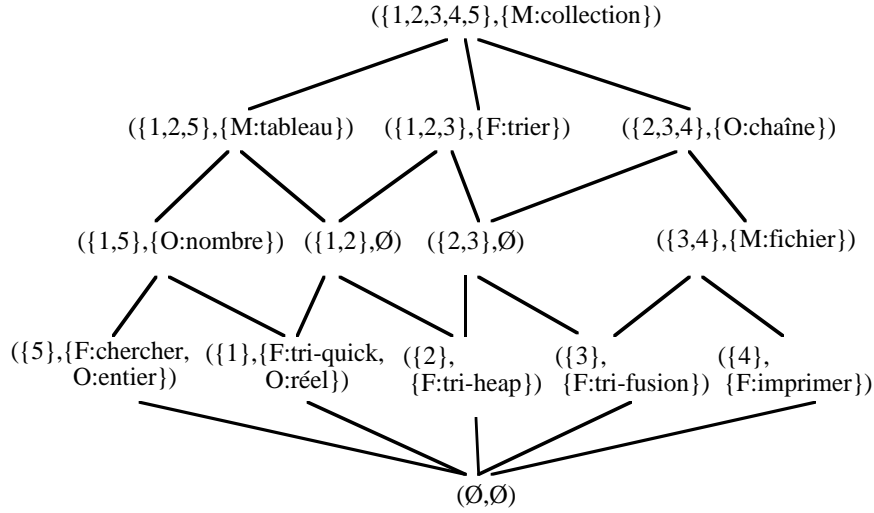 ({1,2,3,4,5},{M:collection})
({1,2,5},{M:tableau}) ({1,2,3},{F:trier}) ({2,3,4},{O:chaîne})
({1,5},{O:nombre}) ({1,2},Ø) ({2,3},Ø) ({3,4},{M:fichier})
({5},{F:chercher, ({1},{F:tri-quick, ({2}, ({3}, ({4},
O:entier}) O:réel}) {F:tri-heap}) {F:tri-fusion}) {F:imprimer})
(Ø,Ø)